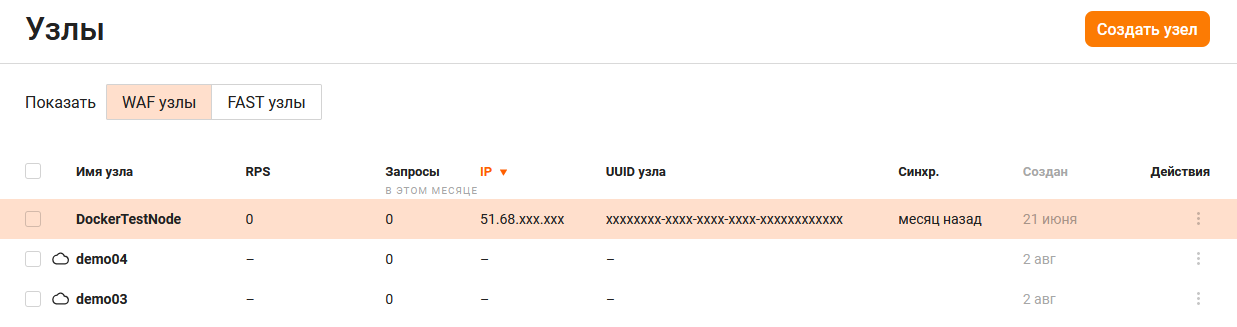 Узлы
Создать узел
Показать WAF узлы FAST узлы
Имя узла RPS Запросы IP UUID узла Синхр. Создан Действия
В ЭТОМ МЕСЯЦЕ
DockerTestNode 0 0 51.68.xxx.xxx xxxxxxxx-xxxx-xxxx-xxxx-xxxxxxxxxxxx месяц назад 21 июня
demo04 – 0 – – 2 авг
demo03 – 0 – – 2 авг